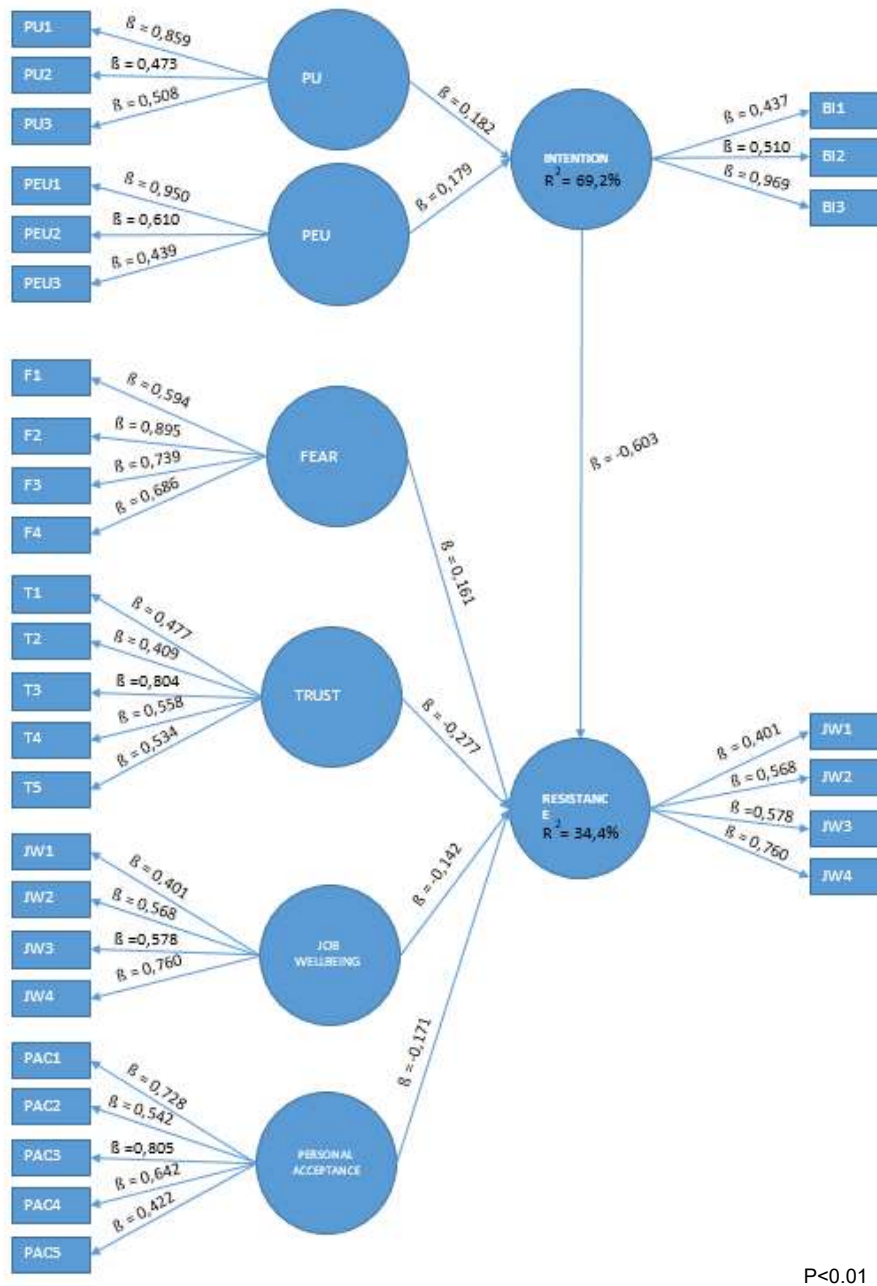 PU1
ß = 0,859
PU2
ß = 0,473
PU3
ß = 0,508
PU
ß = 0,182
PEU1
ß = 0,950
PEU2
ß = 0,610
PEU3
ß = 0,439
PEU
ß = 0,179
INTENTION
R² = 69,2%
ß = 0,437
BI1
ß = 0,510
BI2
ß = 0,969
BI3
ß = -0,603
F1
ß = 0,594
F2
ß = 0,895
F3
ß = 0,739
F4
ß = 0,686
FEAR
ß = 0,161
T1
ß = 0,477
T2
ß = 0,409
T3
ß =0,804
T4
ß = 0,558
T5
ß = 0,534
TRUST
ß = -0,277
RESISTANC
E
R² = 34,4%
ß = 0,401
JW1
ß = 0,568
JW2
ß =0,578
JW3
ß = 0,760
JW4
JW1
ß = 0,401
JW2
ß = 0,568
JW3
ß =0,578
JW4
ß = 0,760
JOB
WELLBEING
ß = -0,142
PAC1
ß = 0,728
PAC2
ß = 0,542
PAC3
ß =0,805
PAC4
ß = 0,642
PAC5
ß = 0,422
PERSONAL
ACCEPTANCE
ß = -0,171
P<0.01